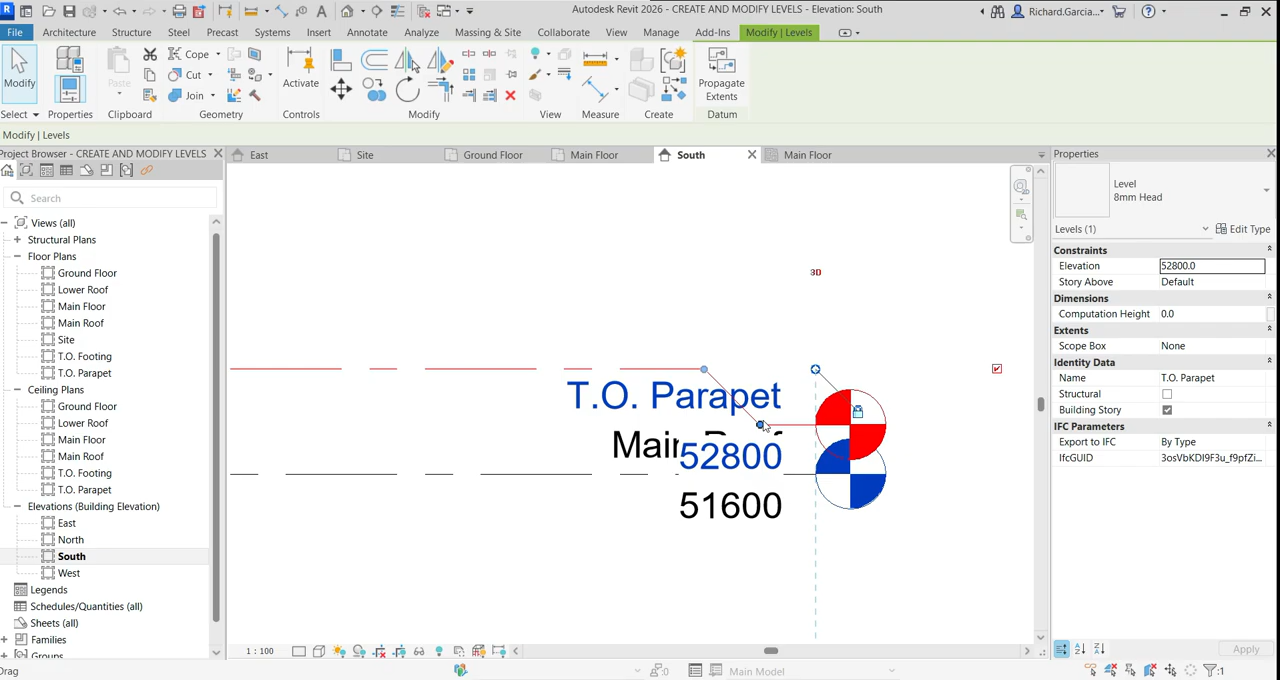 Autodesk Revit 2026 - CREATE AND MODIFY LEVELS - Elevation: South
Richard.Garcia...
File Architecture Structure Steel Precast Systems Insert Annotate Analyze Massing & Site Collaborate View Manage Add-Ins Modify | Levels
Modify
Paste
Cope
Cut
Join
Activate
Propagate
Extents
Select Properties Clipboard Geometry Controls Modify View Measure Create Datum
Modify | Levels
Project Browser - CREATE AND MODIFY LEVELS
East Site Ground Floor Main Floor South Main Floor
Search
Views (all)
Structural Plans
Floor Plans
Ground Floor
Lower Roof
Main Floor
Main Roof
Site
T.O. Footing
T.O. Parapet
Ceiling Plans
Ground Floor
Lower Roof
Main Floor
Main Roof
T.O. Footing
T.O. Parapet
Elevations (Building Elevation)
East
North
South
West
Legends
Schedules/Quantities (all)
Sheets (all)
Families
Groups
3D
T.O. Parapet
Main Roof
52800
51600
1 : 100
Properties
Level
8mm Head
Levels (1) Edit Type
Constraints
Elevation 52800.0
Story Above Default
Dimensions
Computation Height 0.0
Extents
Scope Box None
Identity Data
Name T.O. Parapet
Structural
Building Story
IFC Parameters
Export to IFC By Type
IfcGUID 3osVbKDI9F3u_f9pfZi...
Apply
Drag
:0
Main Model
:1